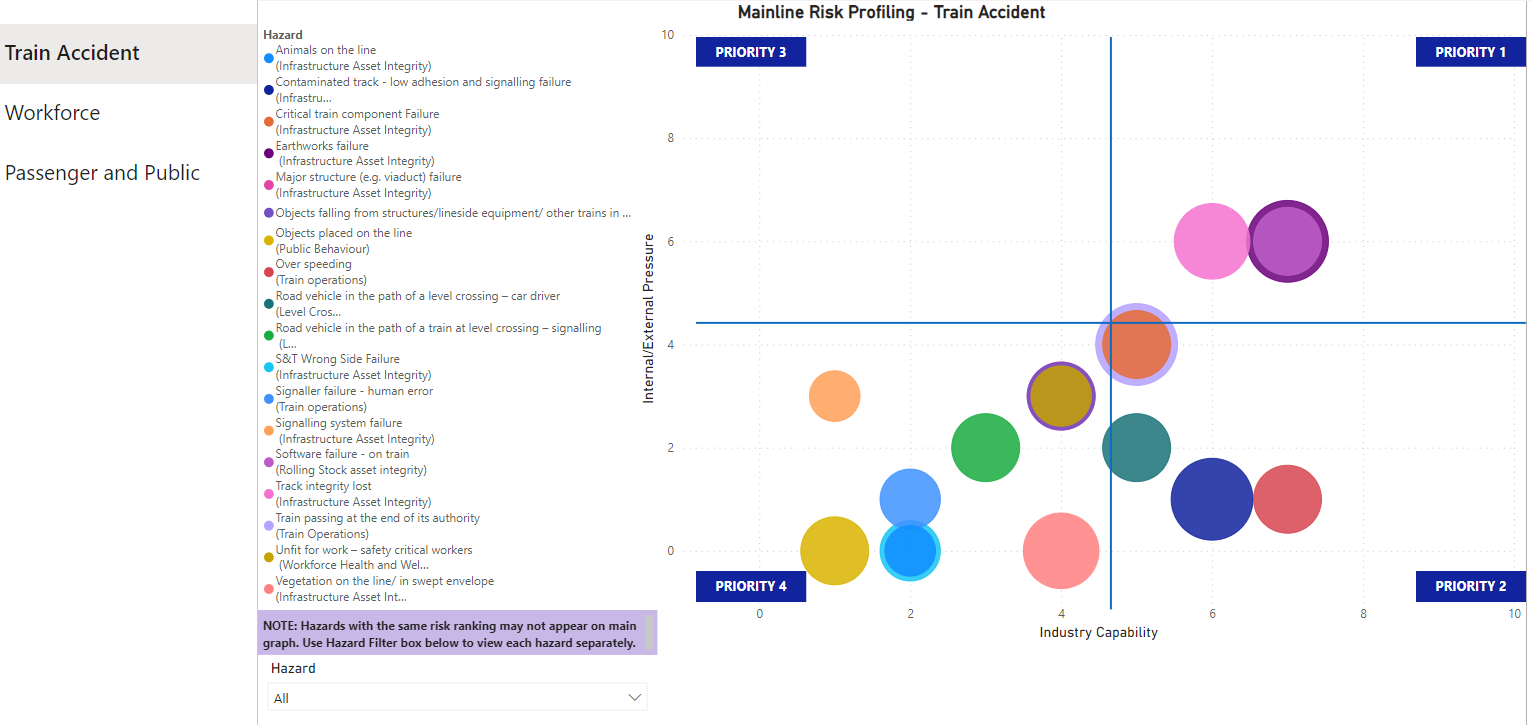 Train Accident
Workforce
Passenger and Public
Mainline Risk Profiling - Train Accident
Hazard
Animals on the line
(Infrastructure Asset Integrity)
Contaminated track - low adhesion and signalling failure
(Infrastru...
Critical train component Failure
(Infrastructure Asset Integrity)
Earthworks failure
(Infrastructure Asset Integrity)
Major structure (e.g. viaduct) failure
(Infrastructure Asset Integrity)
Objects falling from structures/lineside equipment/ other trains in ...
Objects placed on the line
(Public Behaviour)
Over speeding
(Train operations)
Road vehicle in the path of a level crossing – car driver
(Level Cros...
Road vehicle in the path of a train at level crossing – signalling
(L...
S&T Wrong Side Failure
(Infrastructure Asset Integrity)
Signaller failure - human error
(Train operations)
Signalling system failure
(Infrastructure Asset Integrity)
Software failure - on train
(Rolling Stock asset integrity)
Track integrity lost
(Infrastructure Asset Integrity)
Train passing at the end of its authority
(Train Operations)
Unfit for work – safety critical workers
(Workforce Health and Wel...
Vegetation on the line/ in swept envelope
(Infrastructure Asset Int...
NOTE: Hazards with the same risk ranking may not appear on main
graph. Use Hazard Filter box below to view each hazard separately.
Hazard
All
PRIORITY 3
PRIORITY 1
PRIORITY 4
PRIORITY 2
Internal/External Pressure
10
8
6
4
2
0
0
2
4
6
8
10
Industry Capability